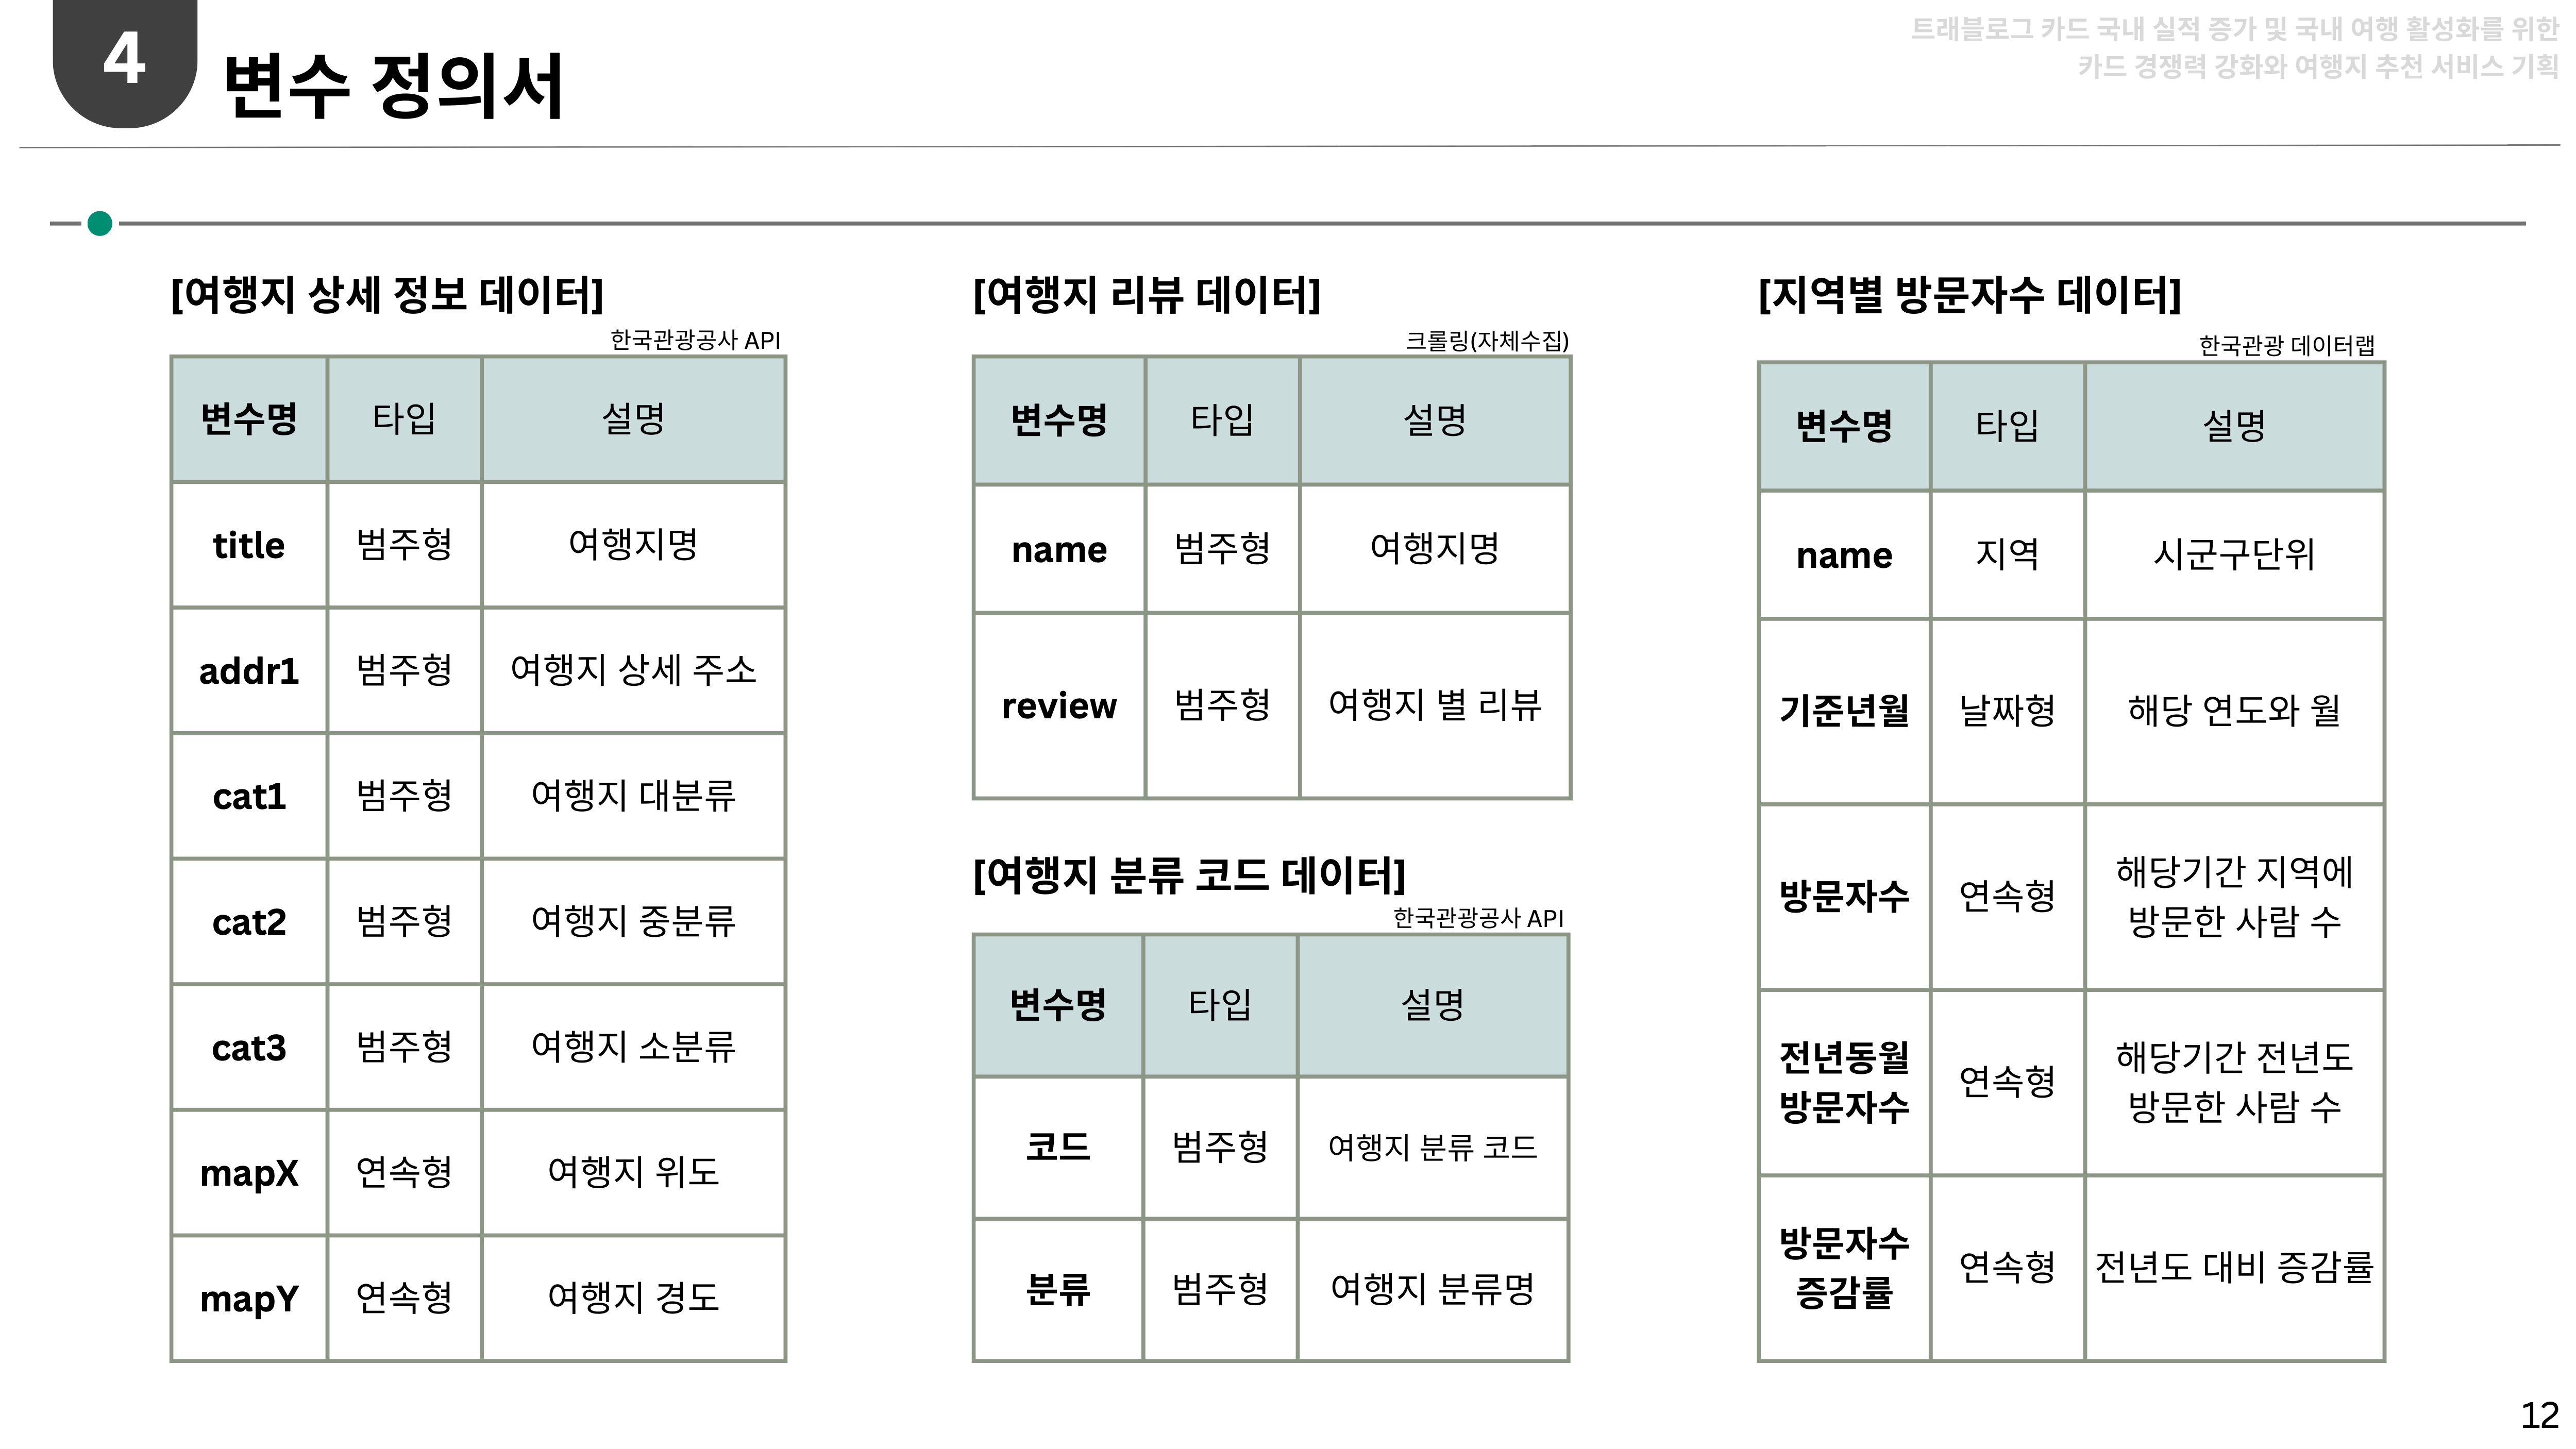 4
변수 정의서
트래블로그 카드 국내 실적 증가 및 국내 여행 활성화를 위한
카드 경쟁력 강화와 여행지 추천 서비스 기획
[여행지 상세 정보 데이터]
한국관광공사 API
변수명 타입 설명
title 범주형 여행지명
addr1 범주형 여행지 상세 주소
cat1 범주형 여행지 대분류
cat2 범주형 여행지 중분류
cat3 범주형 여행지 소분류
mapX 연속형 여행지 위도
mapY 연속형 여행지 경도
[여행지 리뷰 데이터]
크롤링(자체수집)
변수명 타입 설명
name 범주형 여행지명
review 범주형 여행지 별 리뷰
[여행지 분류 코드 데이터]
한국관광공사 API
변수명 타입 설명
코드 범주형 여행지 분류 코드
분류 범주형 여행지 분류명
[지역별 방문자수 데이터]
한국관광 데이터랩
변수명 타입 설명
name 지역 시군구단위
기준년월 날짜형 해당 연도와 월
방문자수 연속형 해당기간 지역에
방문한 사람 수
전년동월
방문자수 연속형 해당기간 전년도
방문한 사람 수
방문자수
증감률 연속형 전년도 대비 증감률
12